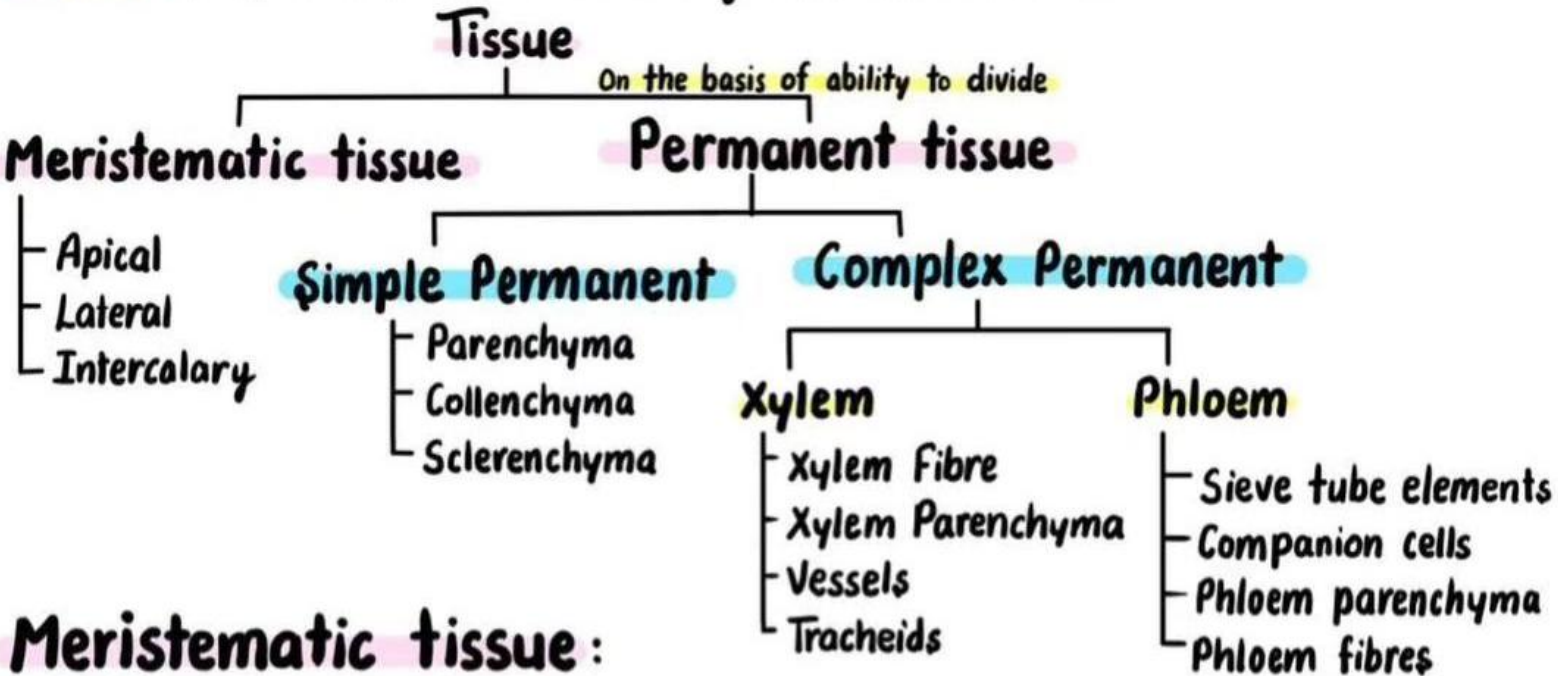 Tissue
On the basis of ability to divide
Meristematic tissue
Permanent tissue
Apical
Lateral
Intercalary
Simple Permanent
Parenchyma
Collenchyma
Sclerenchyma
Complex Permanent
Xylem
Xylem Fibre
Xylem Parenchyma
Vessels
Tracheids
Phloem
Sieve tube elements
Companion cells
Phloem parenchyma
Phloem fibres
Meristematic tissue: